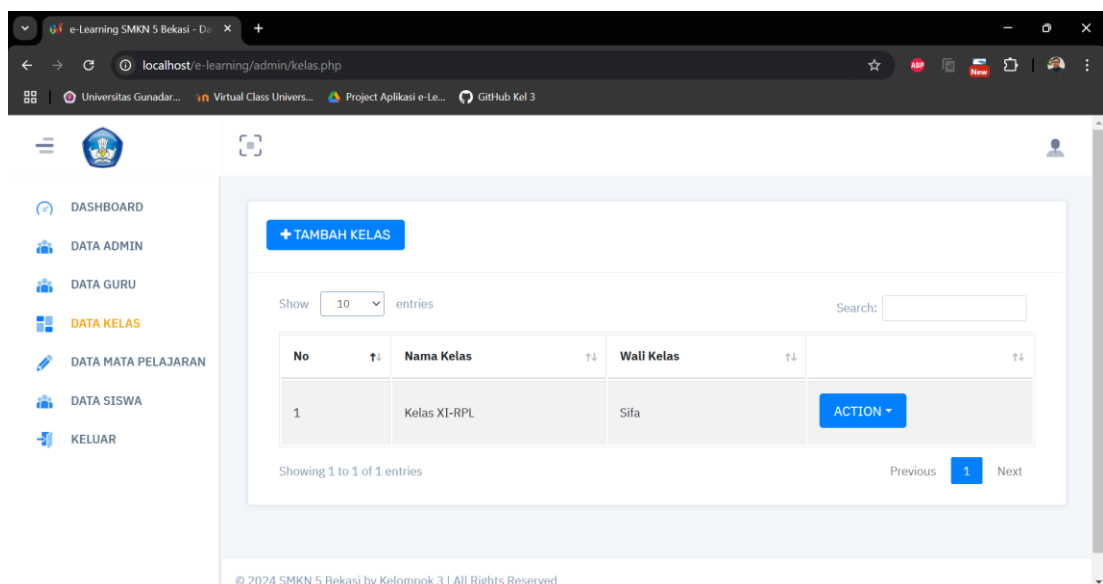 e-Learning SMKN 5 Bekasi - Da
localhost/e-learning/admin/kelas.php
ABP
New
Universitas Gunadar... Virtual Class Univers... Project Aplikasi e-Le... GitHub Kel 3
DASHBOARD
DATA ADMIN
DATA GURU
DATA KELAS
DATA MATA PELAJARAN
DATA SISWA
KELUAR
+ TAMBAH KELAS
Show 10 entries
Search:
No Nama Kelas Wali Kelas
1 Kelas XI-RPL Sifa ACTION
Showing 1 to 1 of 1 entries
Previous 1 Next
© 2024 SMKN 5 Bekasi by Kelompok 3 | All Rights Reserved